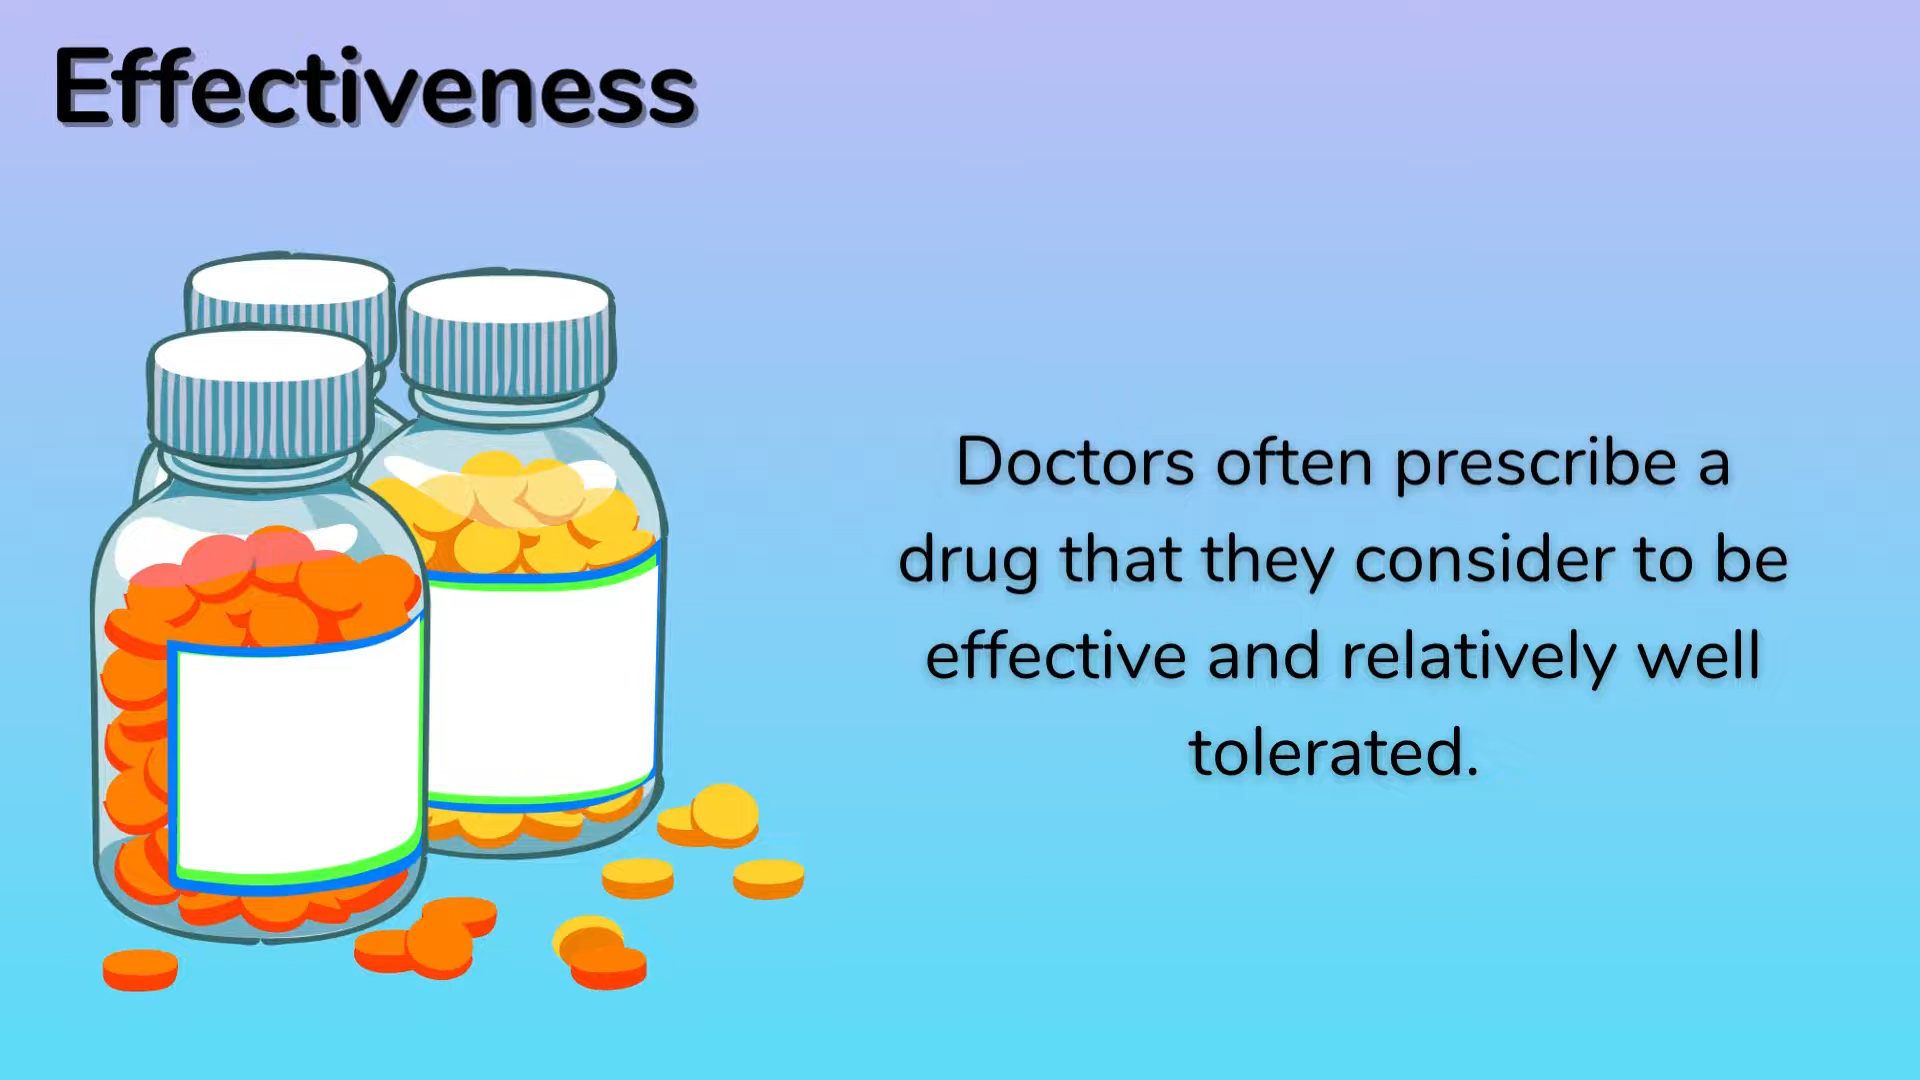 Effectiveness
Doctors often prescribe a
drug that they consider to be
effective and relatively well
tolerated.